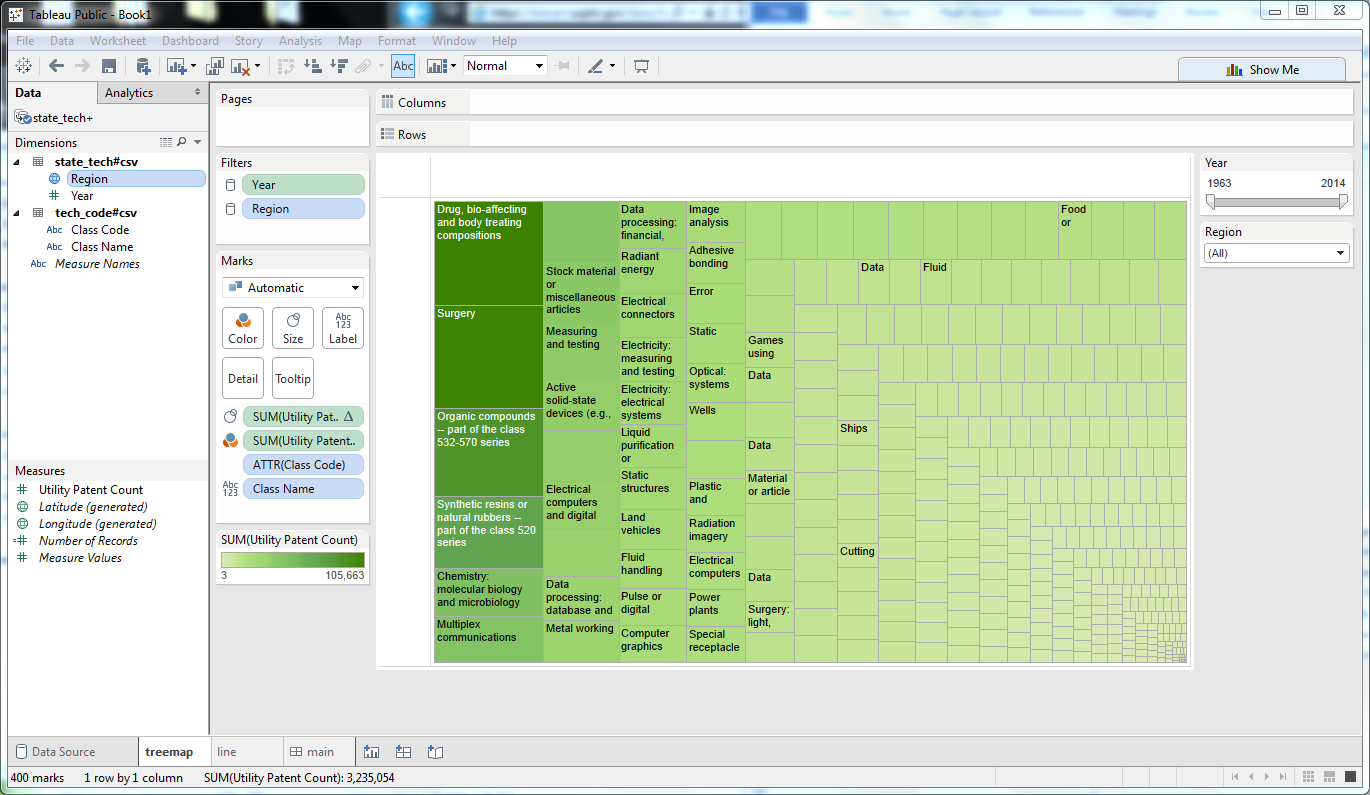 Tableau Public - Book1
File Data Worksheet Dashboard Story Analysis Map Format Window Help
Abc
Normal
Show Me
Data
Analytics
state_tech+
Dimensions
state_tech#csv
Region
Year
tech_code#csv
Abc Class Code
Abc Class Name
Abc Measure Names
Measures
Utility Patent Count
Latitude (generated)
Longitude (generated)
Number of Records
Measure Values
Pages
Filters
Year
Region
Marks
Automatic
Color
Size
Abc
123
Label
Detail
Tooltip
SUM(Utility Pat.. Δ
SUM(Utility Patent..
ATTR(Class Code)
Abc
123
Class Name
SUM(Utility Patent Count)
3 105,663
Columns
Rows
Drug, bio-affecting
and body treating
compositions
Surgery
Organic compounds
-- part of the class
532-570 series
Synthetic resins or
natural rubbers --
part of the class 520
series
Chemistry:
molecular biology
and microbiology
Multiplex
communications
Stock material
or
miscellaneous
articles
Measuring
and testing
Active
solid-state
devices (e.g.,
Electrical
computers
and digital
Data
processing:
database and
Metal working
Data
processing:
financial,
Radiant
energy
Electrical
connectors
Electricity:
measuring
and testing
Electricity:
electrical
systems
Liquid
purification
or
Static
structures
Land
vehicles
Fluid
handling
Pulse or
digital
Computer
graphics
Image
analysis
Adhesive
bonding
Error
Static
Optical:
systems
Wells
Plastic
and
Radiation
imagery
Electrical
computers
Power
plants
Special
receptacle
Games
using
Data
Data
Material
or article
Data
Surgery:
light,
Ships
Cutting
Data
Fluid
Food
or
Year
1963 2014
Region
(All)
Data Source
treemap
line
main
400 marks 1 row by 1 column SUM(Utility Patent Count): 3,235,054